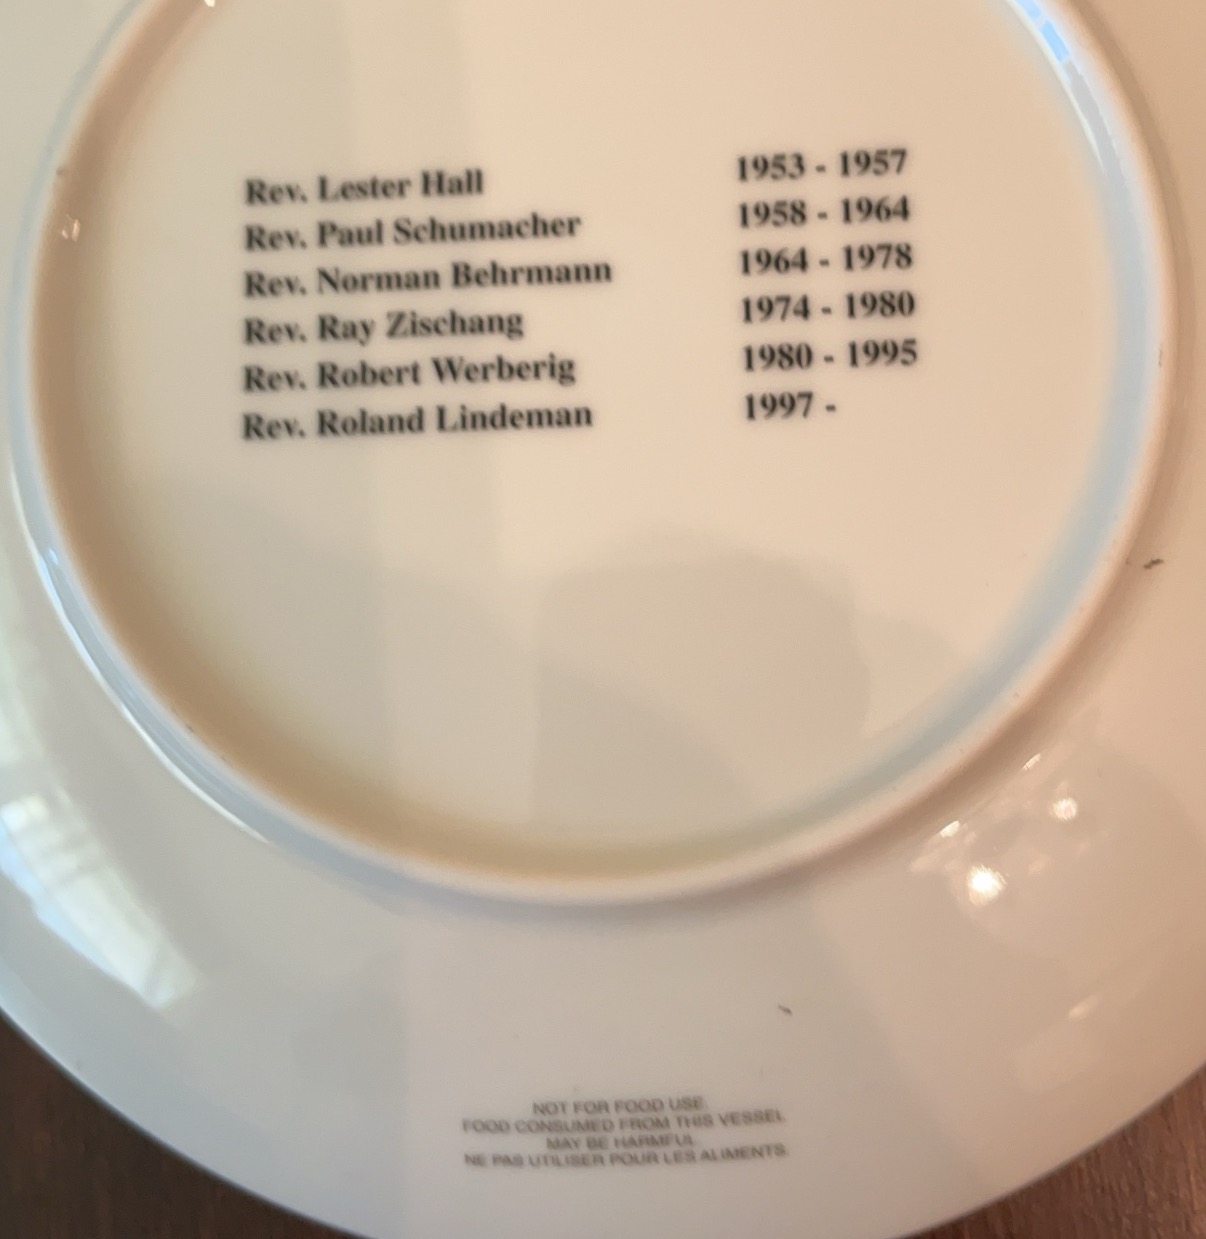 Rev. Lester Hall 1953 - 1957
Rev. Paul Schumacher 1958 - 1964
Rev. Norman Behrmann 1964 - 1978
Rev. Ray Zischang 1974 - 1980
Rev. Robert Werberig 1980 - 1995
Rev. Roland Lindeman 1997 -
NOT FOR FOOD USE.
FOOD CONSUMED FROM THIS VESSEL
MAY BE HARMFUL.
NE PAS UTILISER POUR LES ALIMENTS.